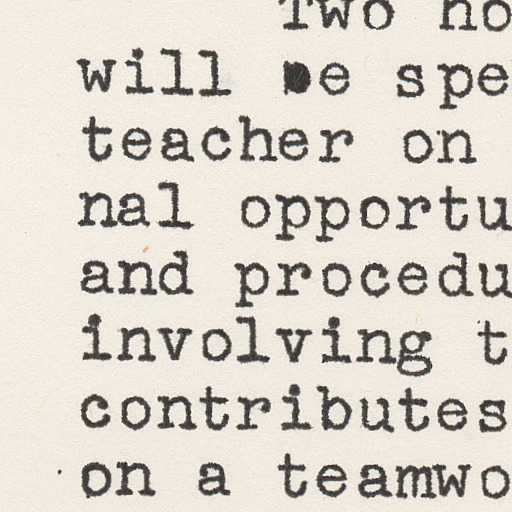 Two ho
will be spe
teacher on
nal opportu
and procedu
involving t
contributes
on a teamwo